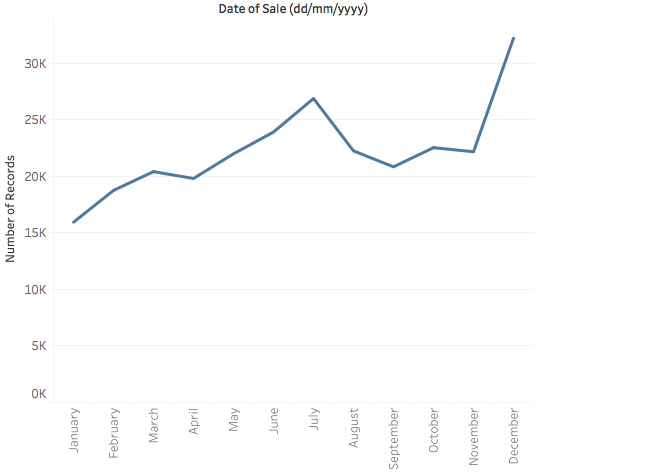 Date of Sale (dd/mm/yyyy)
Number of Records
30K
25K
20K
15K
10K
5K
0K
January
February
March
April
May
June
July
August
September
October
November
December